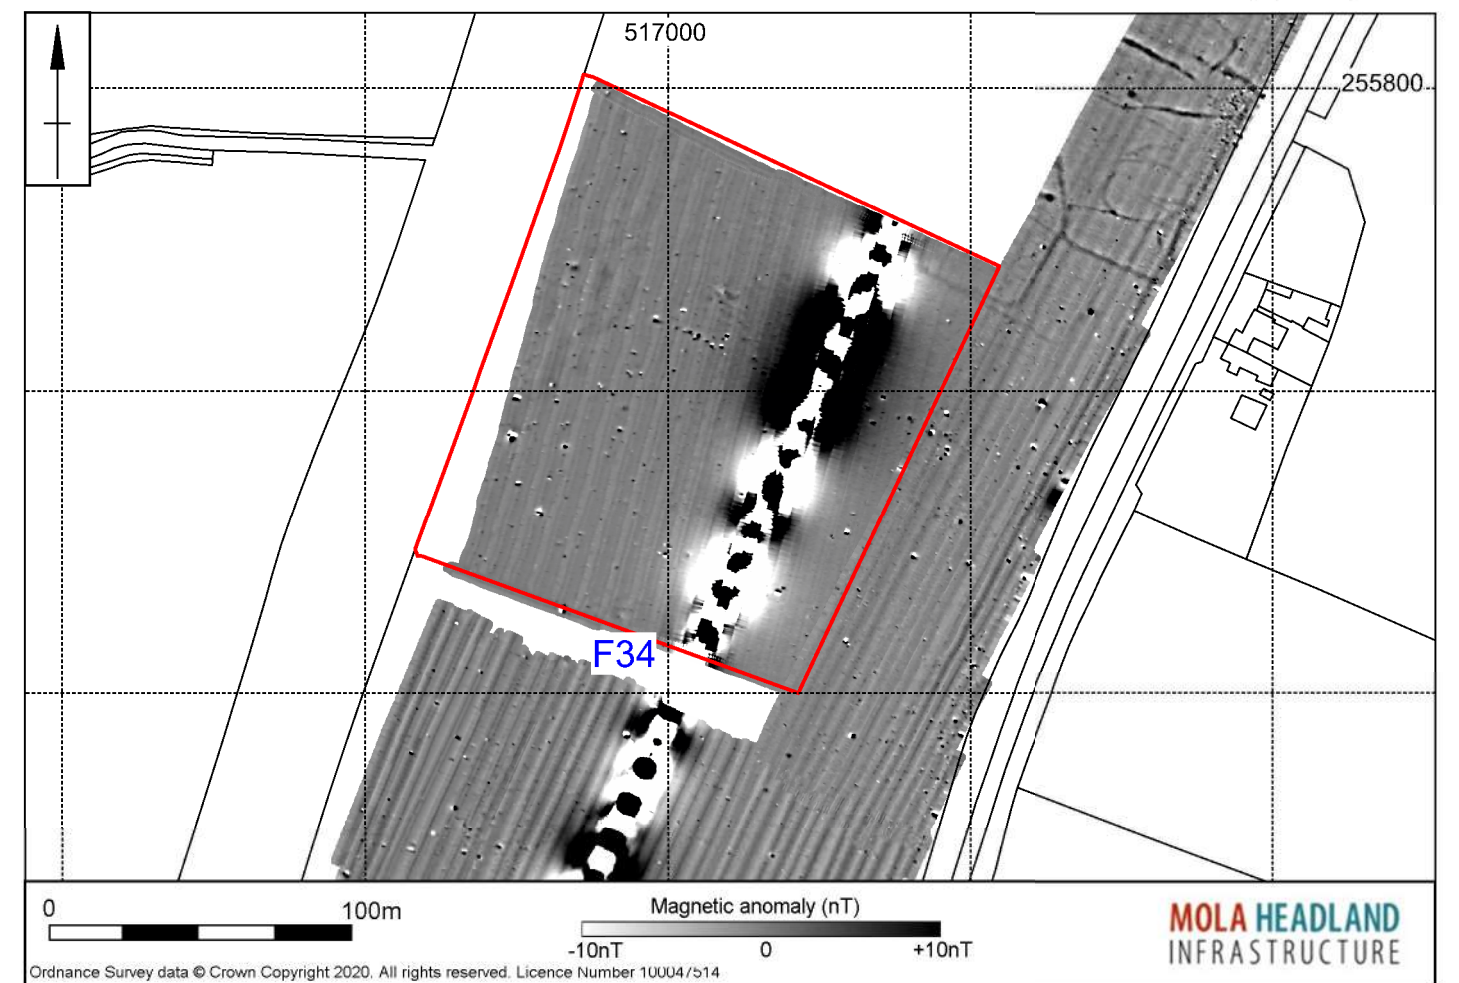 517000
255800
F34
0
100m
Magnetic anomaly (nT)
-10nT
0
+10nT
MOLA HEADLAND
INFRASTRUCTURE
Ordnance Survey data © Crown Copyright 2020. All rights reserved. Licence Number 100047514